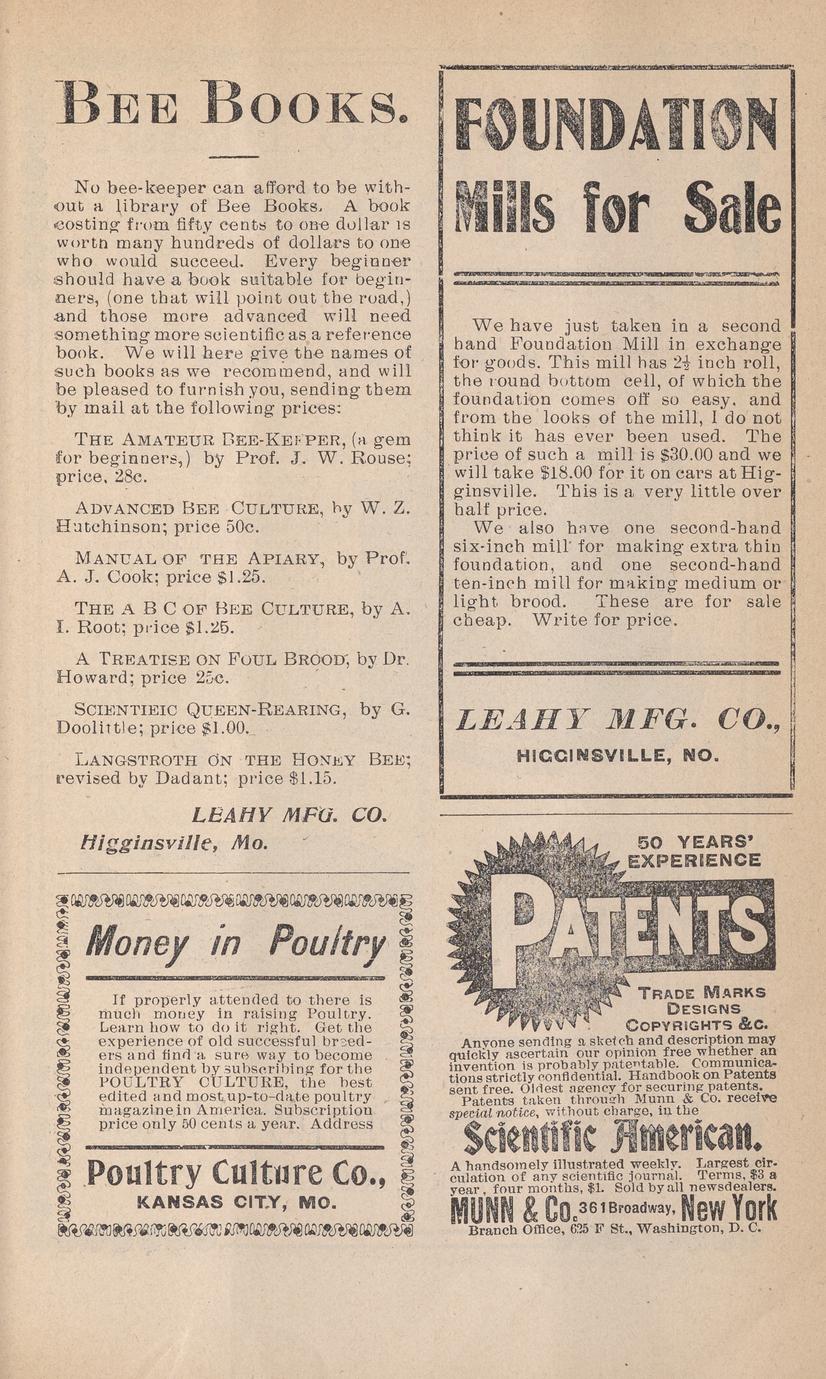 BEE BOOKS.
No bee-keeper can afford to be with-
out a library of Bee Books. A book
costing from fifty cents to one dollar is
worth many hundreds of dollars to one
who would succeed. Every beginner
should have a book suitable for begin-
ners, (one that will point out the road,)
and those more advanced will need
something more scientific as a reference
book. We will here give the names of
such books as we recommend, and will
be pleased to furnish you, sending them
by mail at the following prices:
THE AMATEUR BEE-KEEPER, (a gem
for beginners,) by Prof. J. W. Rouse;
price, 28c.
ADVANCED BEE CULTURE, by W. Z.
Hutchinson; price 50c.
MANUAL OF THE APIARY, by Prof.
A. J. Cook; price $1.25.
THE A B C OF BEE CULTURE, by A.
I. Root; price $1.25.
A TREATISE ON FOUL BROOD, by Dr.
Howard; price 25c.
SCIENTIEIC QUEEN-REARING, by G.
Doolittle; price $1.00.
LANGSTROTH ON THE HONEY BEE;
revised by Dadant; price $1.15.
LEAHY MFG. CO.
Higginsville, Mo.
Money in Poultry
If properly attended to there is
much money in raising Poultry.
Learn how to do it right. Get the
experience of old successful breed-
ers and find a sure way to become
independent by subscribing for the
POULTRY CULTURE, the best
edited and most up-to-date poultry
magazine in America. Subscription
price only 50 cents a year. Address
Poultry Culture Co.,
KANSAS CITY, MO.
FOUNDATION
Mills for Sale
We have just taken in a second
hand Foundation Mill in exchange
for goods. This mill has 2½ inch roll,
the round bottom cell, of which the
foundation comes off so easy, and
from the looks of the mill, I do not
think it has ever been used. The
price of such a mill is $30.00 and we
will take $18.00 for it on cars at Hig-
ginsville. This is a very little over
half price.
We also have one second-hand
six-inch mill for making extra thin
foundation, and one second-hand
ten-inch mill for making medium or
light brood. These are for sale
cheap. Write for price.
LEAHY MFG. CO.,
HIGGINSVILLE, NO.
50 YEARS'
EXPERIENCE
PATENTS
TRADE MARKS
DESIGNS
COPYRIGHTS &C.
Anyone sending a sketch and description may
quickly ascertain our opinion free whether an
invention is probably patentable. Communica-
tions strictly confidential. Handbook on Patents
sent free. Oldest agency for securing patents.
Patents taken through Munn & Co. receive
special notice, without charge, in the
Scientific American.
A handsomely illustrated weekly. Largest cir-
culation of any scientific journal. Terms, $3 a
year, four months, $1. Sold by all newsdealers.
MUNN & Co. 361 Broadway, New York
Branch Office, 625 F St., Washington, D. C.